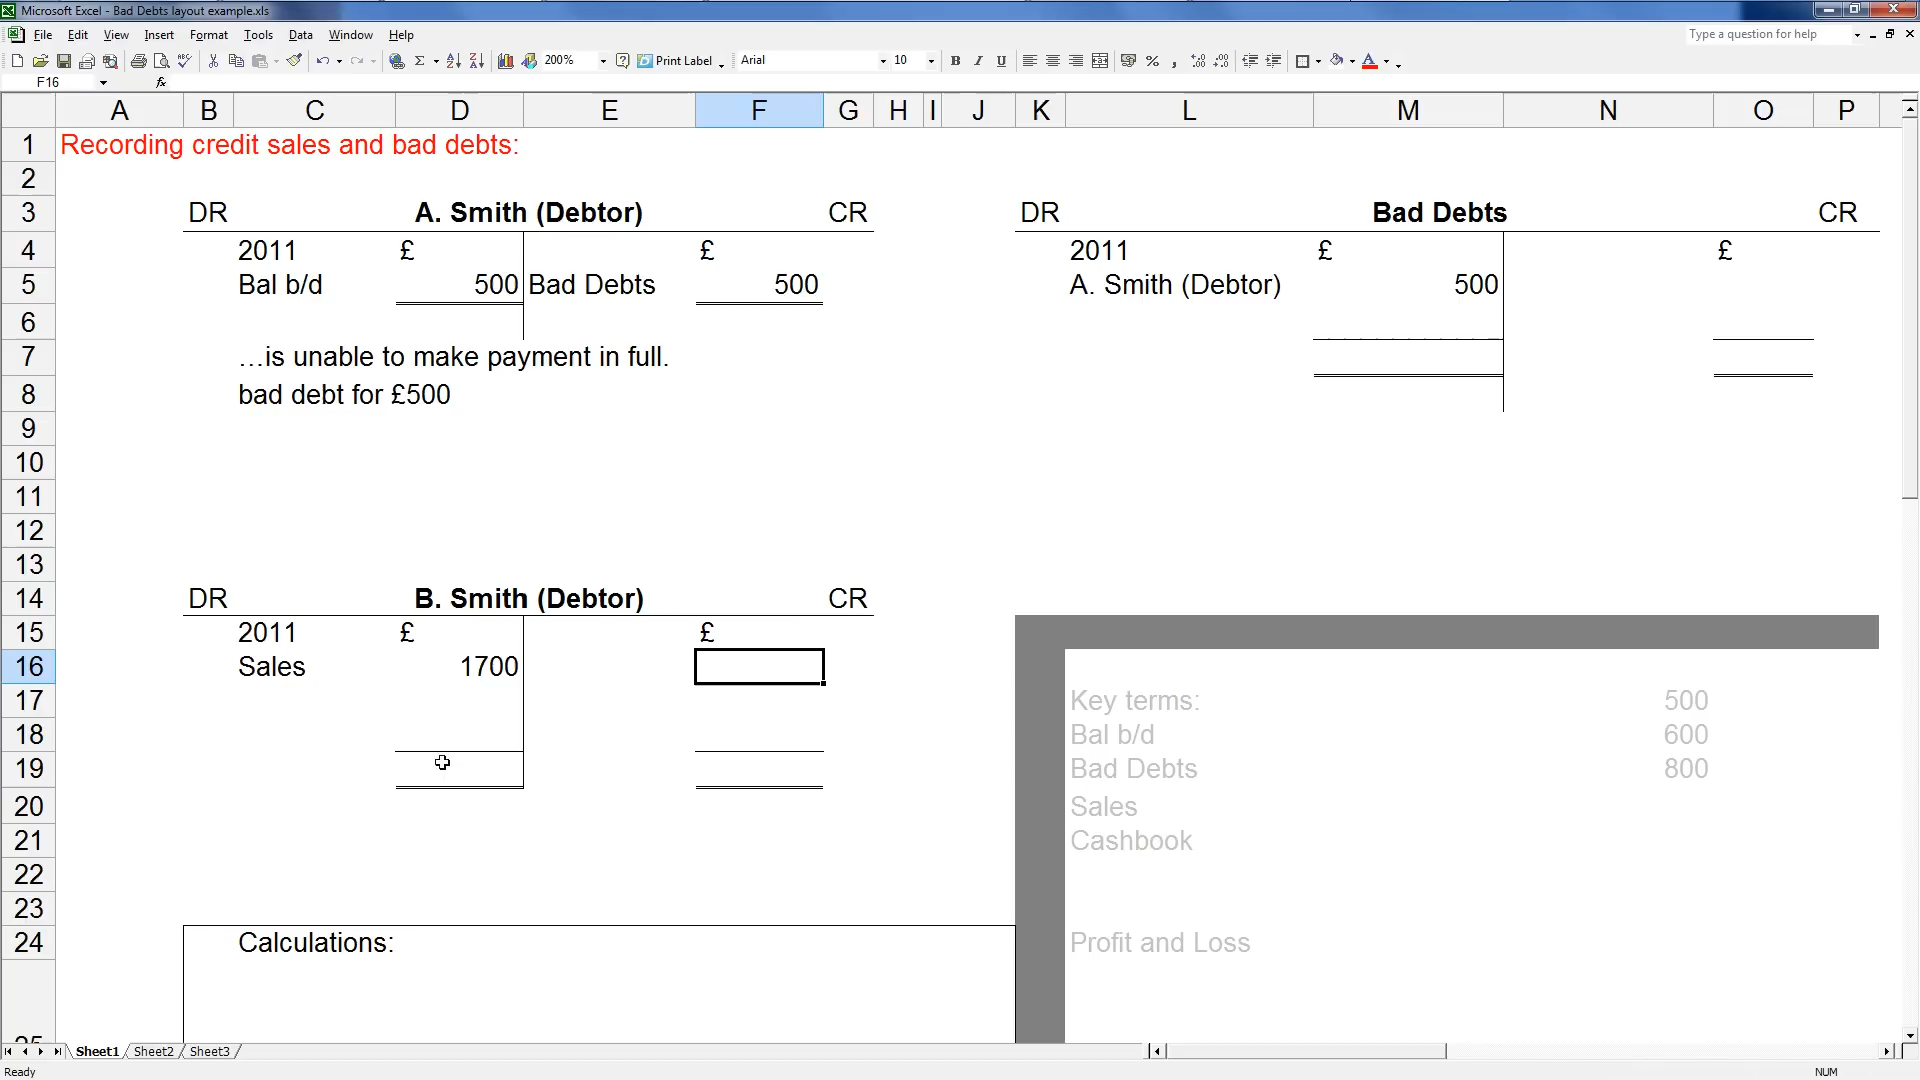 Microsoft Excel - Bad Debts layout example.xls
File Edit View Insert Format Tools Data Window Help
Type a question for help
200% Print Label Arial 10 B I U
F16 fx
A B C D E F G H I J K L M N O P
1 Recording credit sales and bad debts:
2
3 DR A. Smith (Debtor) CR DR Bad Debts CR
4 2011 £ £ 2011 £ £
5 Bal b/d 500 Bad Debts 500 A. Smith (Debtor) 500
6
7 …is unable to make payment in full.
8 bad debt for £500
9
10
11
12
13
14 DR B. Smith (Debtor) CR
15 2011 £ £
16 Sales 1700
17 Key terms: 500
18 Bal b/d 600
19 Bad Debts 800
20 Sales
21 Cashbook
22
23
24 Calculations: Profit and Loss
25
Sheet1 Sheet2 Sheet3
Ready NUM